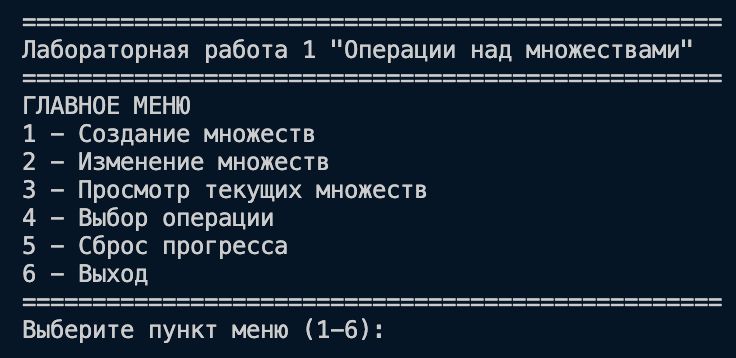 ==================================================
Лабораторная работа 1 "Операции над множествами"
==================================================
ГЛАВНОЕ МЕНЮ
1 – Создание множеств
2 – Изменение множеств
3 – Просмотр текущих множеств
4 – Выбор операции
5 – Сброс прогресса
6 – Выход
==================================================
Выберите пункт меню (1–6):